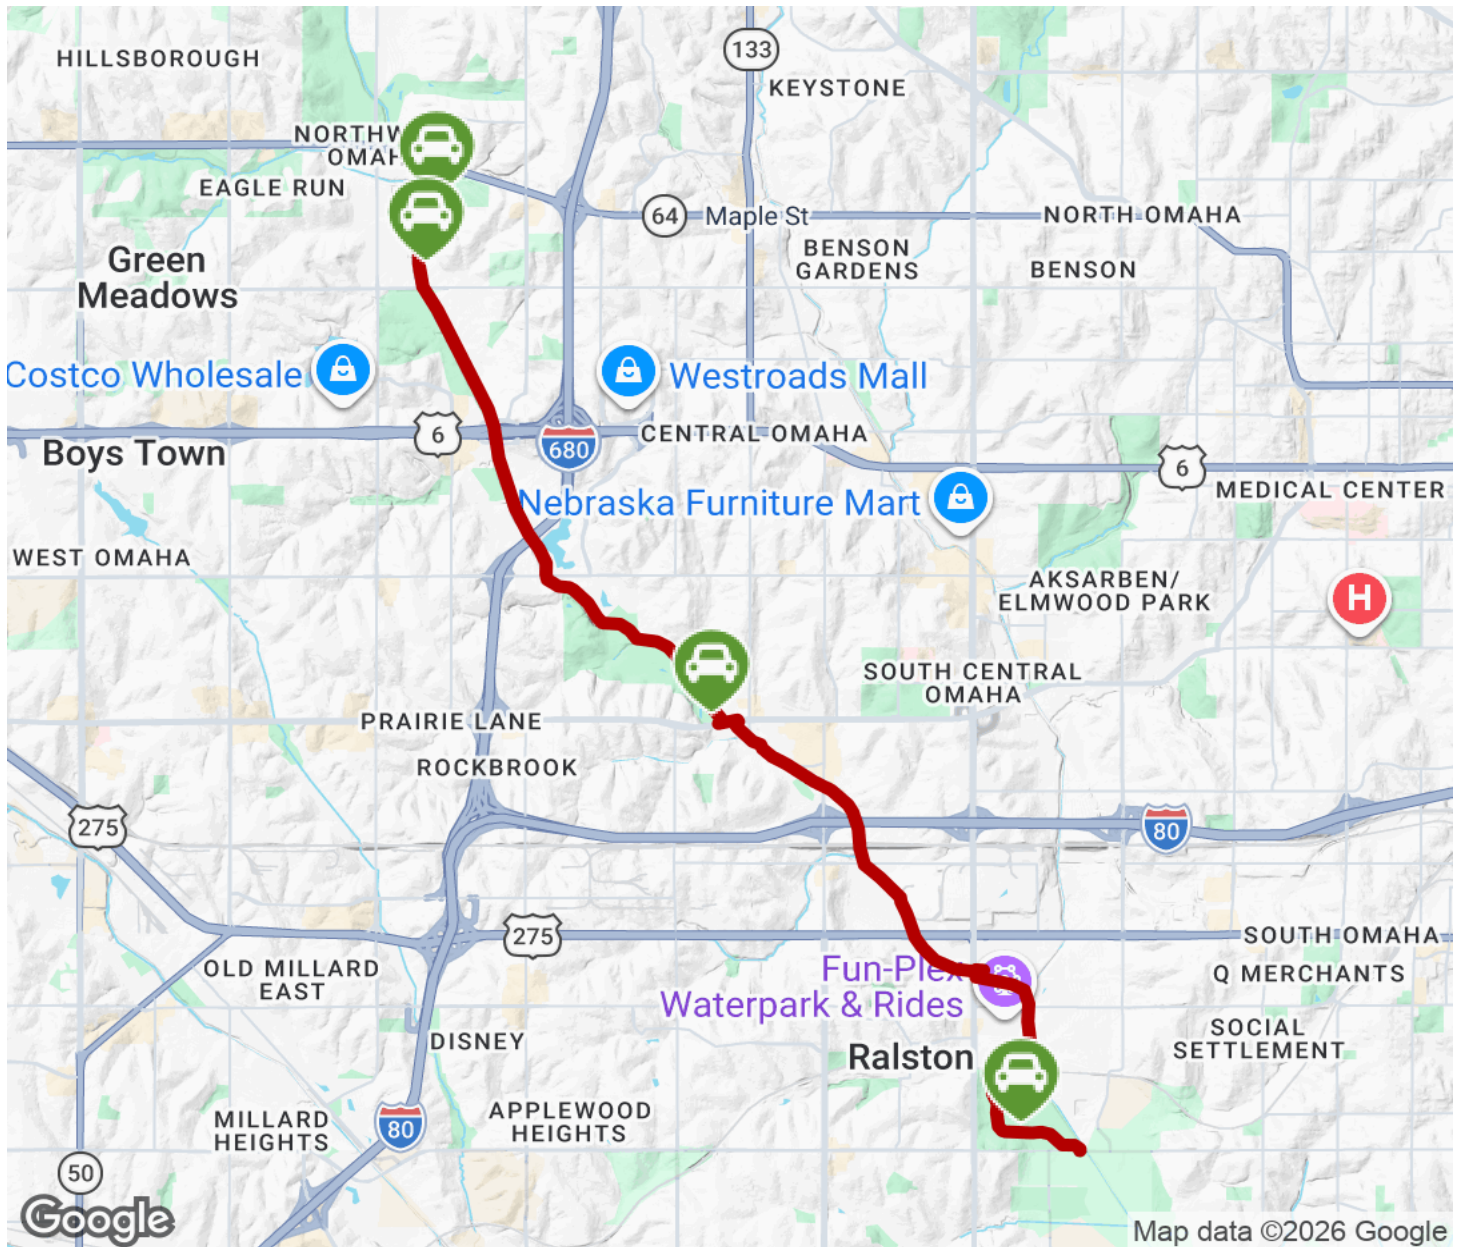 HILLSBOROUGH
133
KEYSTONE
NORTHW
OMAH
EAGLE RUN
64
Maple St
NORTH OMAHA
BENSON
GARDENS
BENSON
Green
Meadows
Costco Wholesale
Westroads Mall
6
680
CENTRAL OMAHA
Boys Town
6
MEDICAL CENTER
Nebraska Furniture Mart
WEST OMAHA
AKSARBEN/
ELMWOOD PARK
H
SOUTH CENTRAL
OMAHA
PRAIRIE LANE
ROCKBROOK
275
80
275
SOUTH OMAHA
OLD MILLARD
EAST
Fun-Plex
Waterpark & Rides
Q MERCHANTS
DISNEY
SOCIAL
SETTLEMENT
Ralston
MILLARD
HEIGHTS
80
APPLEWOOD
HEIGHTS
50
Google
Map data ©2026 Google